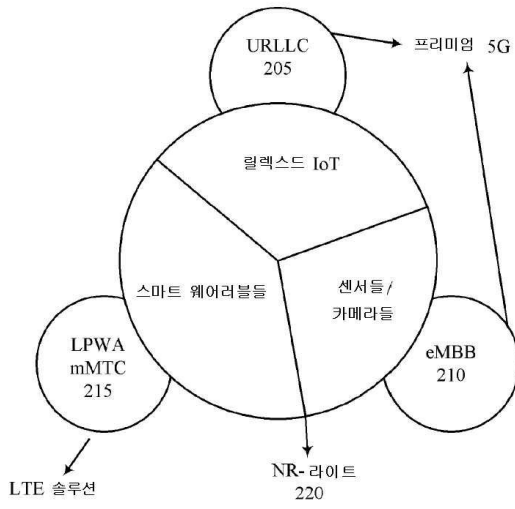 URLLC
205
프리미엄 5G
릴렉스드 IoT
스마트 웨어러블들
센서들/
카메라들
LPWA
mMTC
215
eMBB
210
LTE 솔루션
NR-라이트
220